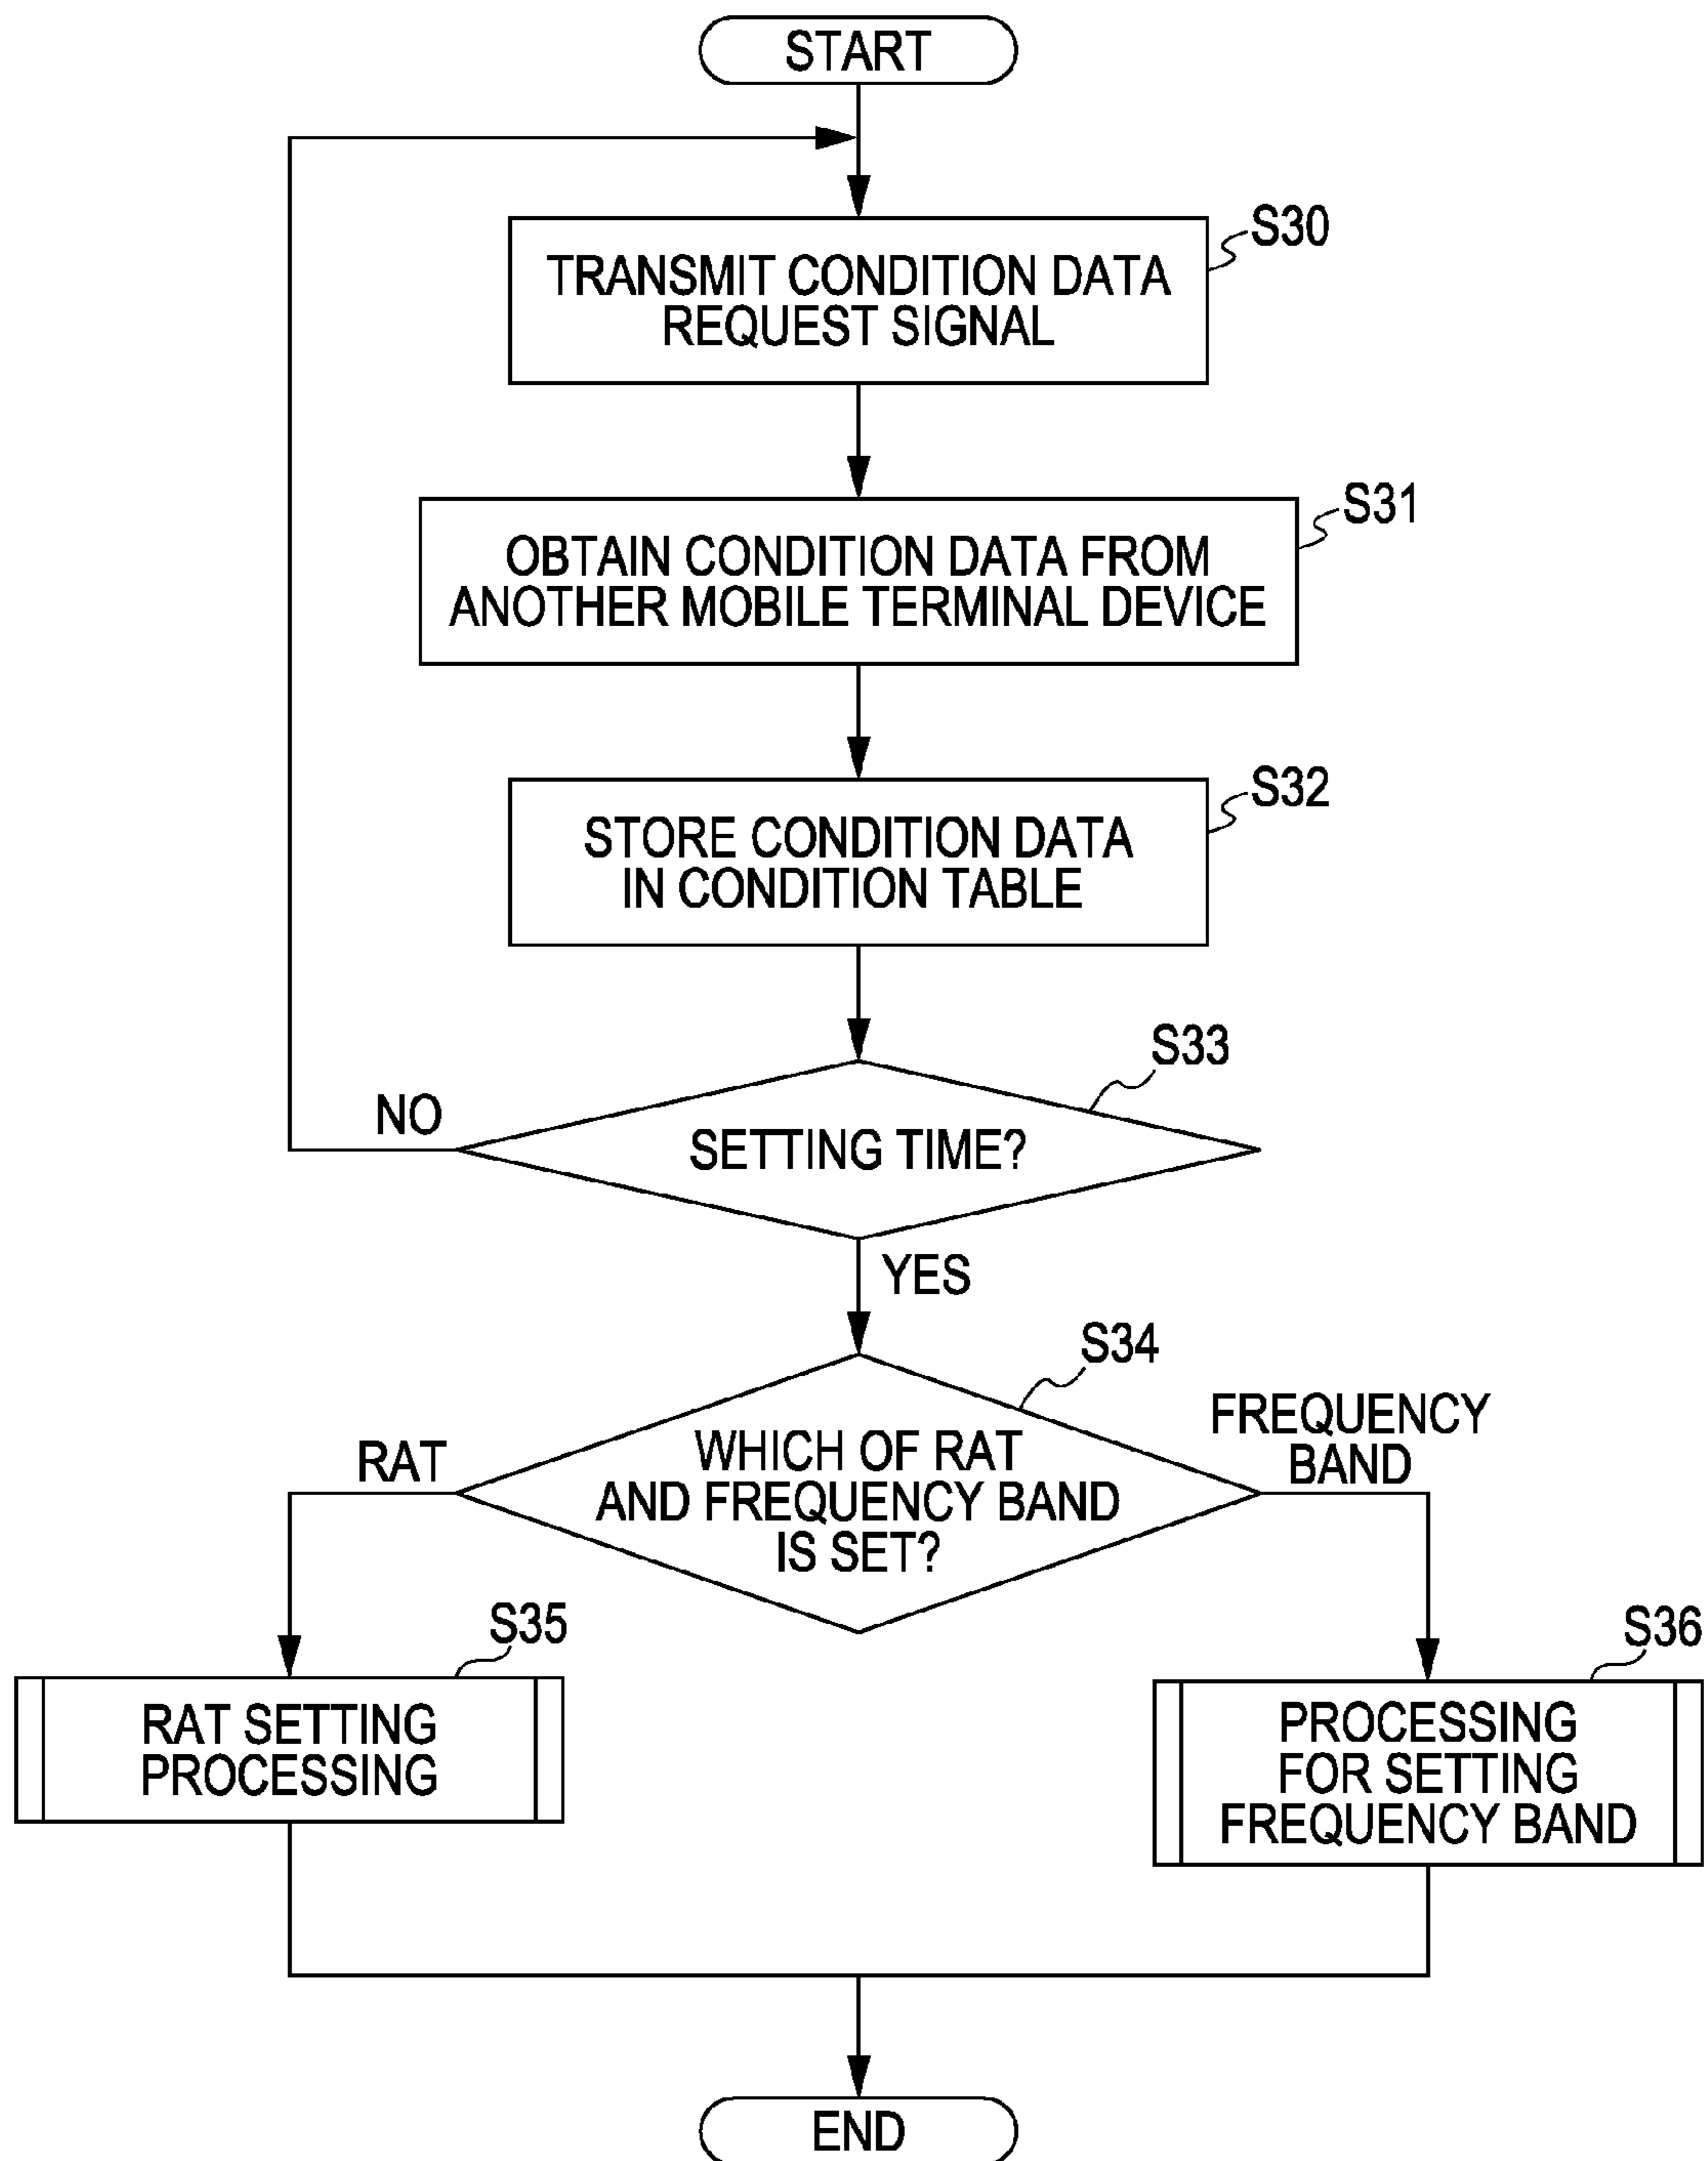 START
S30
TRANSMIT CONDITION DATA
REQUEST SIGNAL
S31
OBTAIN CONDITION DATA FROM
ANOTHER MOBILE TERMINAL DEVICE
S32
STORE CONDITION DATA
IN CONDITION TABLE
S33
NO
SETTING TIME?
YES
S34
RAT
WHICH OF RAT
AND FREQUENCY BAND
IS SET?
FREQUENCY
BAND
S35
RAT SETTING
PROCESSING
S36
PROCESSING
FOR SETTING
FREQUENCY BAND
END